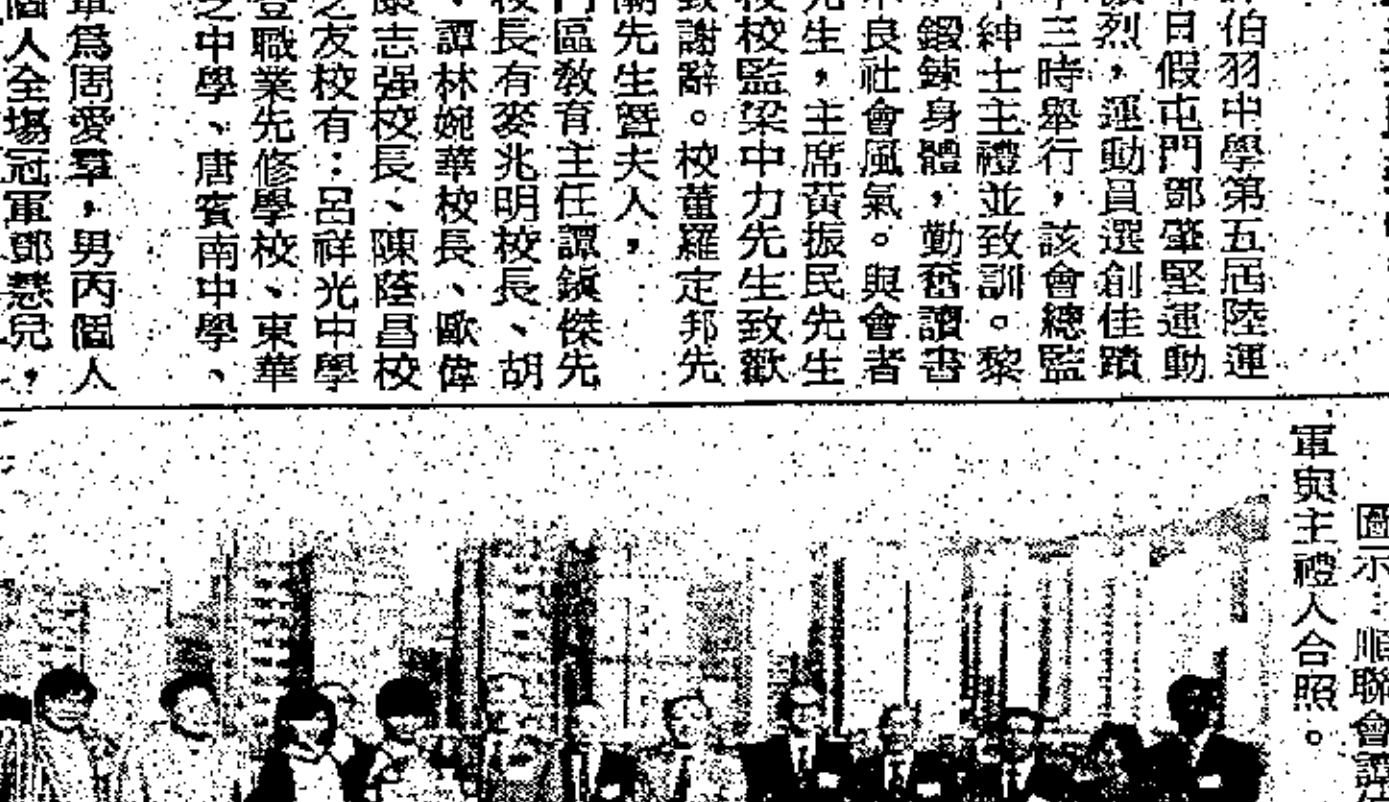 伯羽中學第五屆陸運
日假屯門鄧肇堅運動
烈，運動員選創佳蹟
三時舉行，該會總監
紳士主禮並致訓。黎
鍛鍊身體，勤奮讀書
良社會風氣。與會者
先生，主席黃振民先生
校校監梁中力先生致歡
致謝辭。校董羅定邦先
先生暨夫人，
門區教育主任譚鎮傑先
校長有麥兆明校長、胡
、譚林婉華校長、歐偉
康志强校長、陳蔭昌校
之友校有：呂祥光中學
登職業先修學校、東華
之中學、唐賓南中學、
軍爲周愛羣，男丙個人
個人全場冠軍鄧慧兒，
圖示：順聯會譚
軍與主禮人合照。